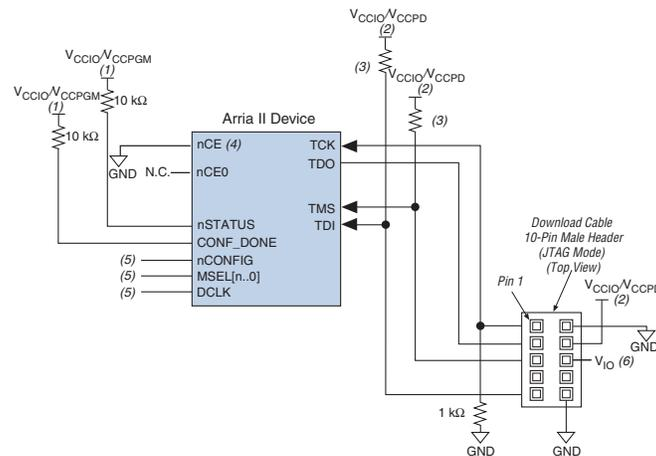 VCCIO/VCCPD
(2)
(3)
VCCIO/VCCPGM
(1)
VCCIO/VCCPD
(2)
(3)
VCCIO/VCCPGM
(1)
10 kΩ
10 kΩ
Arria II Device
nCE (4)
TCK
GND
TDO
N.C.
nCE0
TMS
nSTATUS
TDI
CONF_DONE
(5)
nCONFIG
(5)
MSEL[n..0]
(5)
DCLK
Download Cable
10-Pin Male Header
(JTAG Mode)
(Top View)
Pin 1
VCCIO/VCCPD
(2)
GND
VIO (6)
1 kΩ
GND
GND